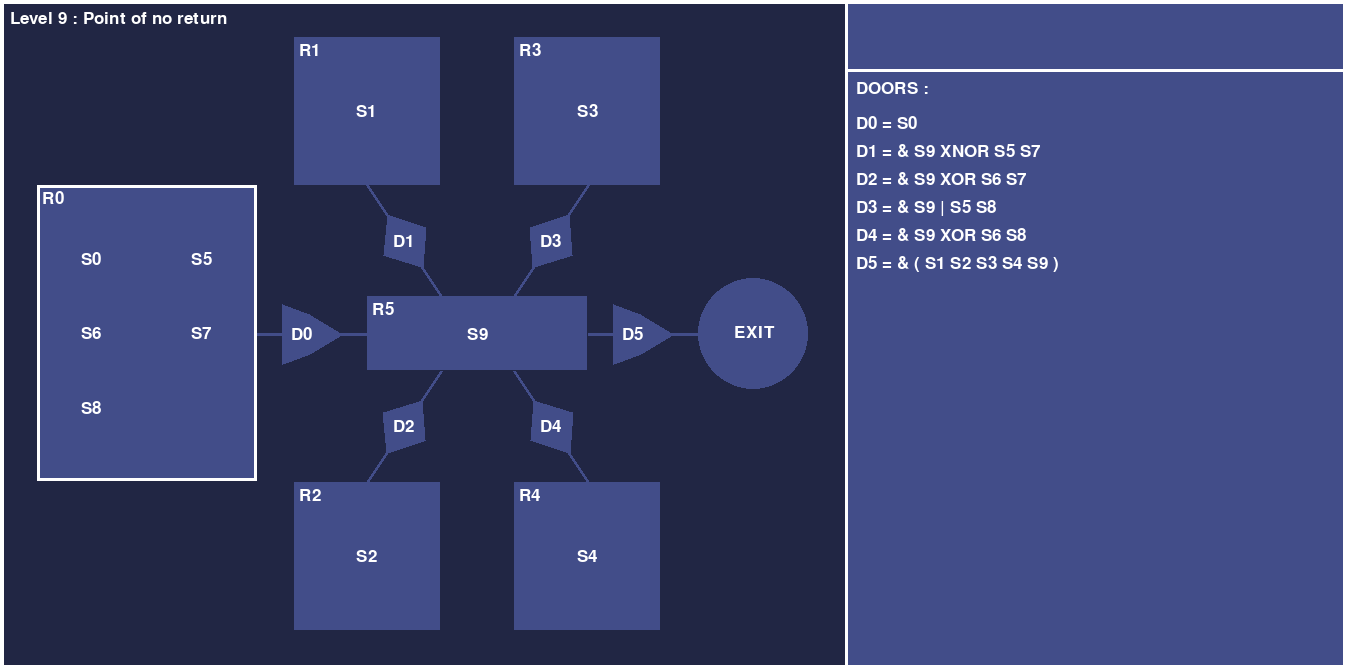 Level 9 : Point of no return
R1
S1
R3
S3
R0
S0 S5
S6 S7
S8
D1
D3
R5
S9
D0
D5
EXIT
D2
D4
R2
S2
R4
S4
DOORS :
D0 = S0
D1 = & S9 XNOR S5 S7
D2 = & S9 XOR S6 S7
D3 = & S9 | S5 S8
D4 = & S9 XOR S6 S8
D5 = & ( S1 S2 S3 S4 S9 )